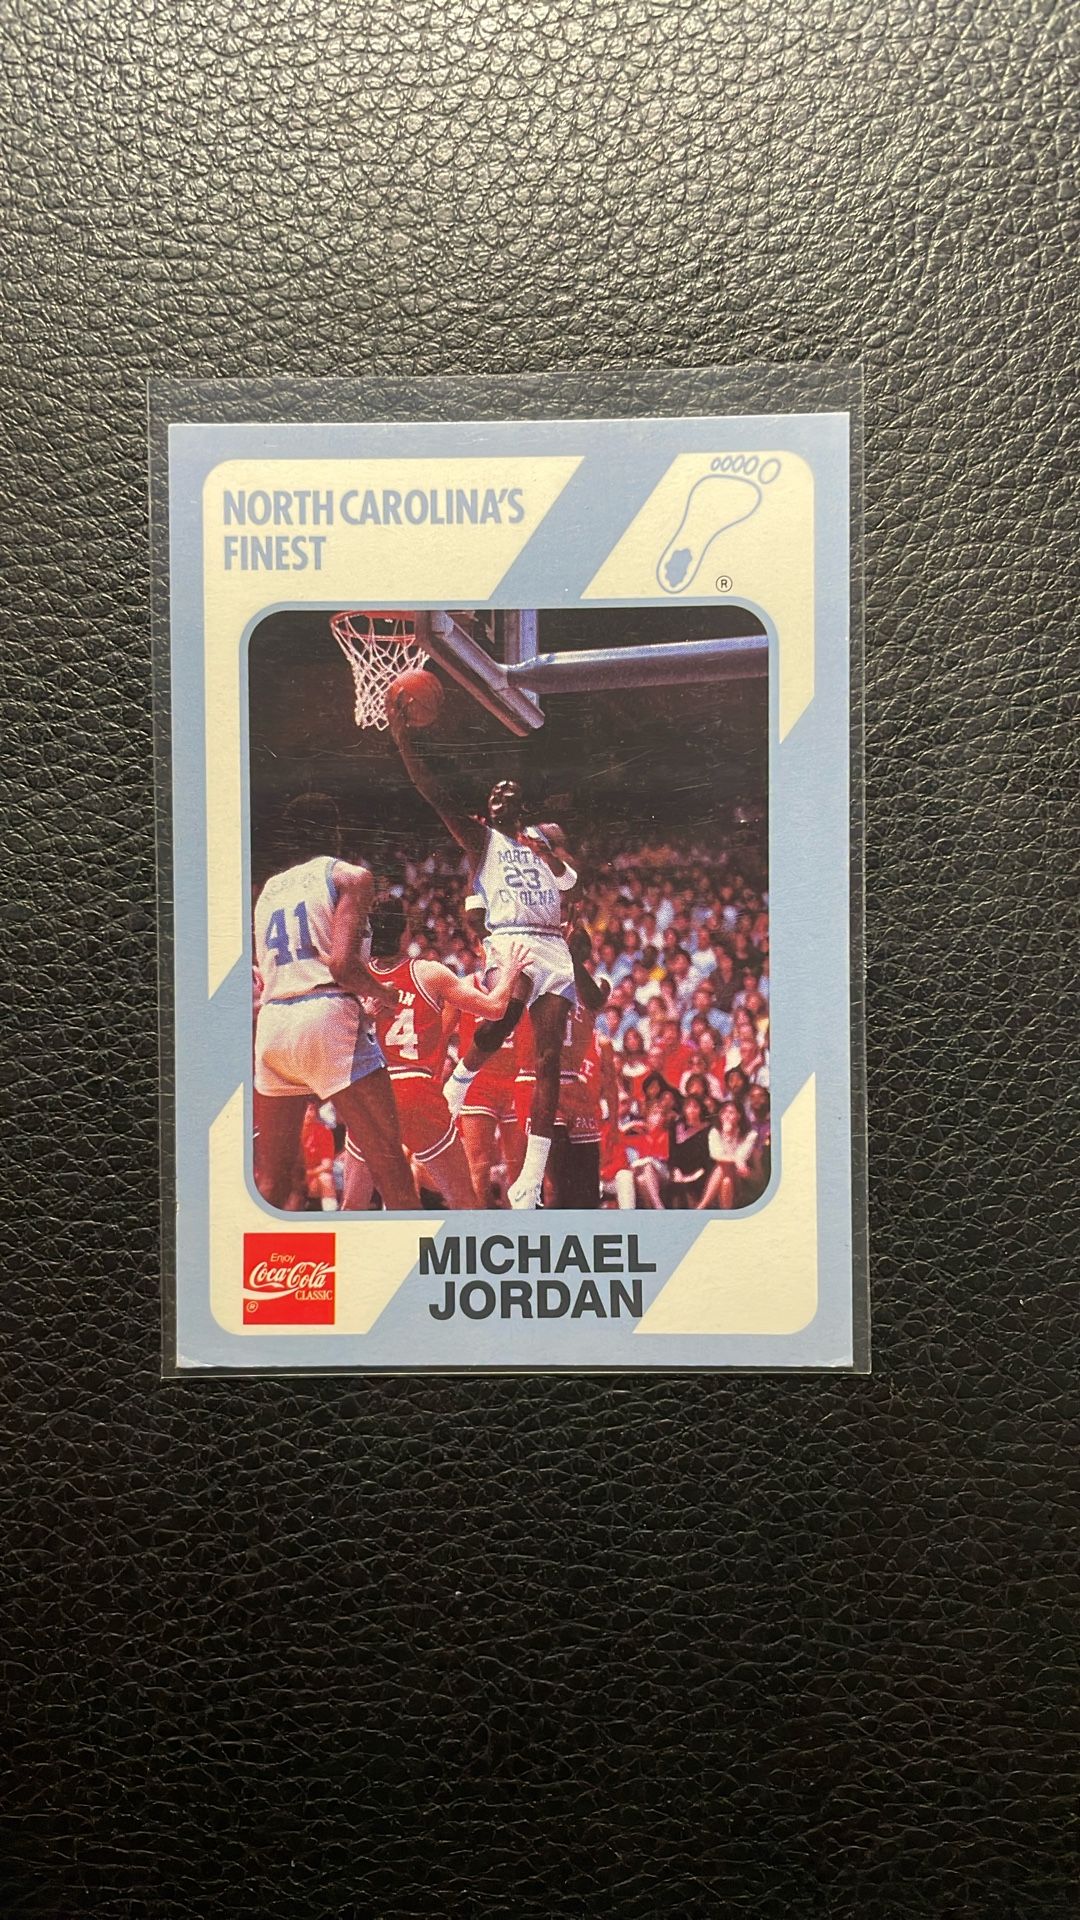 NORTH CAROLINA'S
FINEST
®
NORTH
23
CAROLINA
41
4
Enjoy
Coca-Cola
CLASSIC
®
MICHAEL
JORDAN